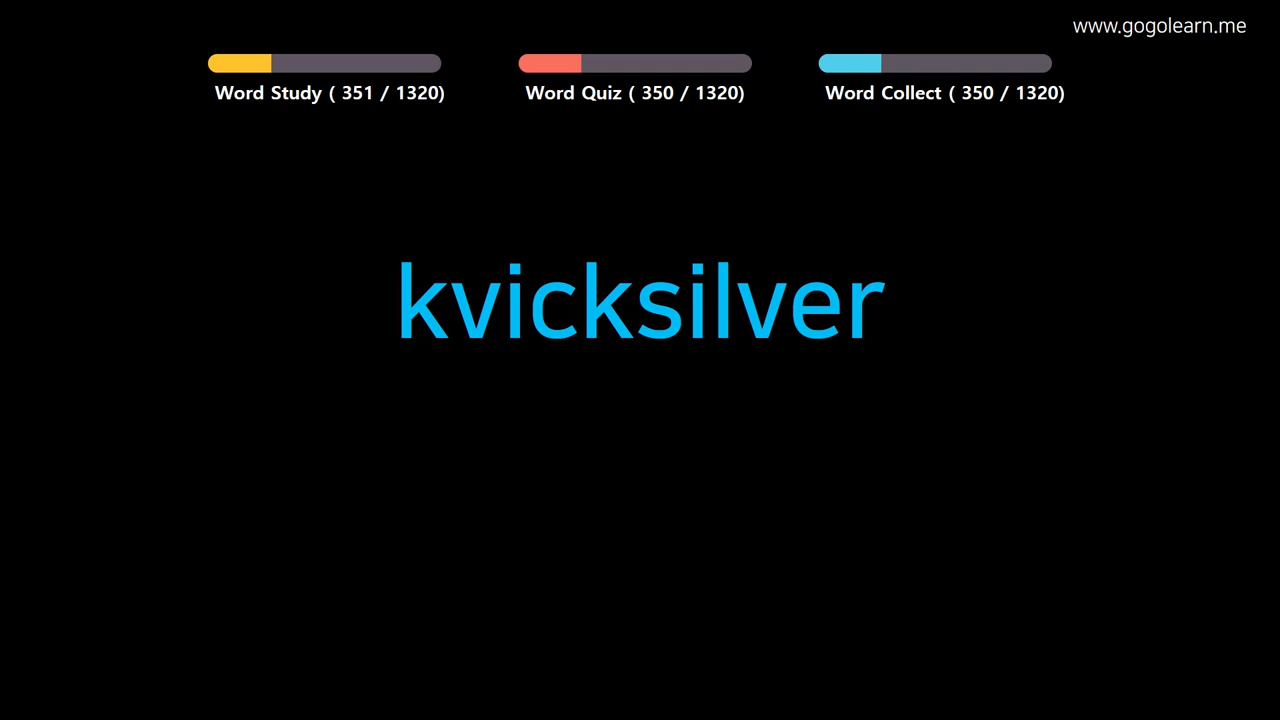 www.gogolearn.me
Word Study ( 351 / 1320)
Word Quiz ( 350 / 1320)
Word Collect ( 350 / 1320)
kvicksilver